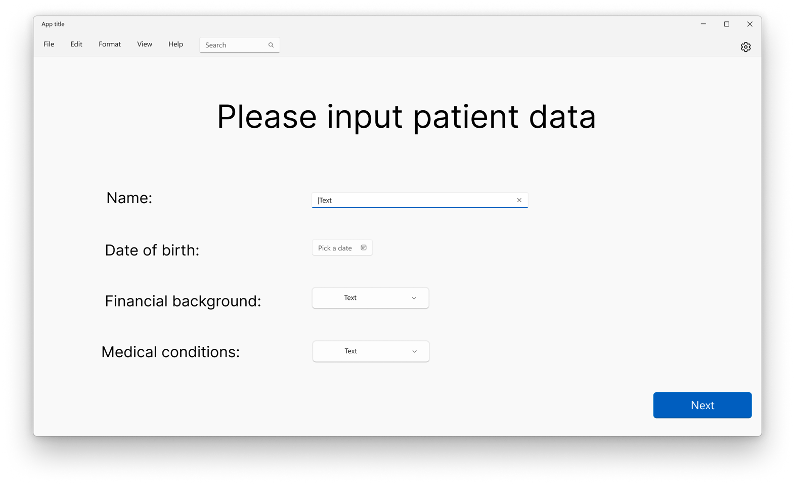 App title
File Edit Format View Help Search
Please input patient data
Name: Text
Date of birth: Pick a date
Financial background: Text
Medical conditions: Text
Next